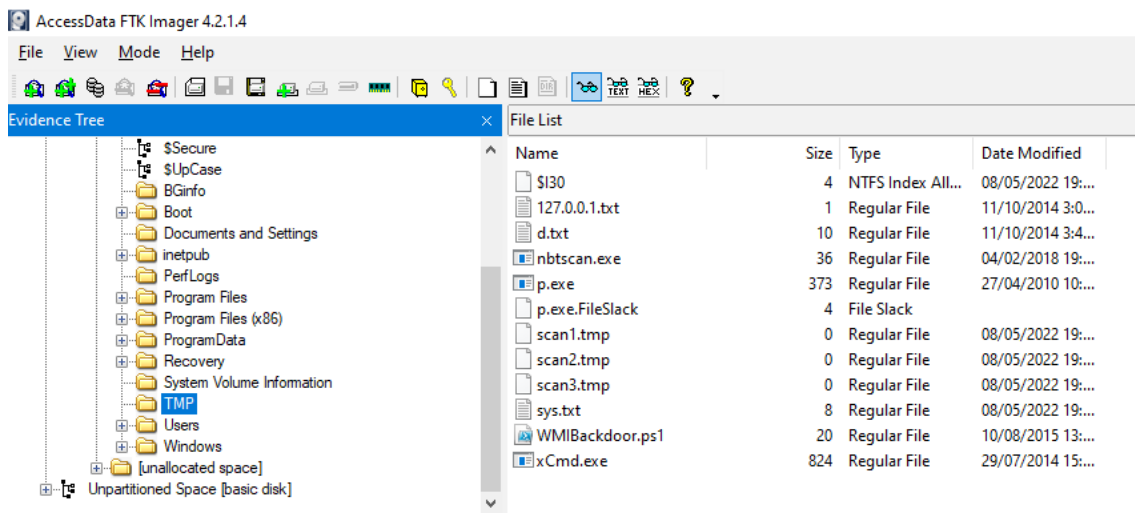 AccessData FTK Imager 4.2.1.4
File View Mode Help
TEXT HEX
Evidence Tree
File List
$Secure
$UpCase
BGinfo
Boot
Documents and Settings
inetpub
PerfLogs
Program Files
Program Files (x86)
ProgramData
Recovery
System Volume Information
TMP
Users
Windows
[unallocated space]
Unpartitioned Space [basic disk]
Name Size Type Date Modified
$I30 4 NTFS Index All... 08/05/2022 19:...
127.0.0.1.txt 1 Regular File 11/10/2014 3:0...
d.txt 10 Regular File 11/10/2014 3:4...
nbtscan.exe 36 Regular File 04/02/2018 19:...
p.exe 373 Regular File 27/04/2010 10:...
p.exe.FileSlack 4 File Slack
scan1.tmp 0 Regular File 08/05/2022 19:...
scan2.tmp 0 Regular File 08/05/2022 19:...
scan3.tmp 0 Regular File 08/05/2022 19:...
sys.txt 8 Regular File 08/05/2022 19:...
WMIBackdoor.ps1 20 Regular File 10/08/2015 13:...
xCmd.exe 824 Regular File 29/07/2014 15:...